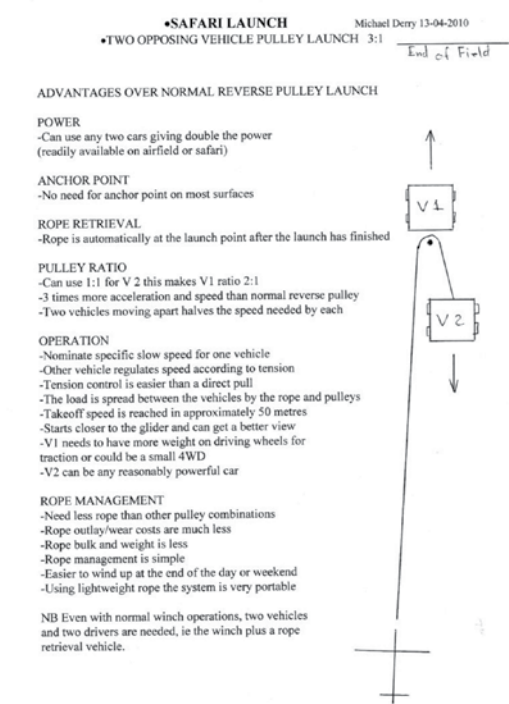 •SAFARI LAUNCH
Michael Derry 13-04-2010
•TWO OPPOSING VEHICLE PULLEY LAUNCH 3:1
End of Field
ADVANTAGES OVER NORMAL REVERSE PULLEY LAUNCH
POWER
-Can use any two cars giving double the power
(readily available on airfield or safari)
ANCHOR POINT
-No need for anchor point on most surfaces
ROPE RETRIEVAL
-Rope is automatically at the launch point after the launch has finished
PULLEY RATIO
-Can use 1:1 for V 2 this makes V1 ratio 2:1
-3 times more acceleration and speed than normal reverse pulley
-Two vehicles moving apart halves the speed needed by each
OPERATION
-Nominate specific slow speed for one vehicle
-Other vehicle regulates speed according to tension
-Tension control is easier than a direct pull
-The load is spread between the vehicles by the rope and pulleys
-Takeoff speed is reached in approximately 50 metres
-Starts closer to the glider and can get a better view
-V1 needs to have more weight on driving wheels for
traction or could be a small 4WD
-V2 can be any reasonably powerful car
ROPE MANAGEMENT
-Need less rope than other pulley combinations
-Rope outlay/wear costs are much less
-Rope bulk and weight is less
-Rope management is simple
-Easier to wind up at the end of the day or weekend
-Using lightweight rope the system is very portable
NB Even with normal winch operations, two vehicles
and two drivers are needed, ie the winch plus a rope
retrieval vehicle.
V1
V2